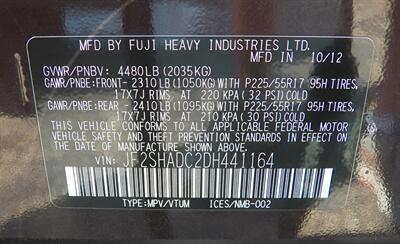 MFD BY FUJI HEAVY INDUSTRIES LTD.
GVWR/PNBV: 4480LB (2035KG) 10/12
GAWR/PNBE:FRONT- 2310LB(1050KG)WITH P225/55R17 95H TIRES,
17X7J RIMS AT 220 KPA( 32 PSI)COLD
GAWR/PNBE:REAR - 2410LB(1095KG)WITH P225/55R17 95H TIRES,
17X7J RIMS AT 210 KPA( 30 PSI)COLD
THIS VEHICLE CONFORMS TO ALL APPLICABLE FEDERAL MOTOR
VEHICLE SAFETY AND BUMPER STANDARDS IN EFFECT ON THE
DATE OF MANUFACTURE SHOWN ABOVE.
VIN: JF2SHADC2DH441164
TYPE:MPV/VTUM ICES/NMB-002